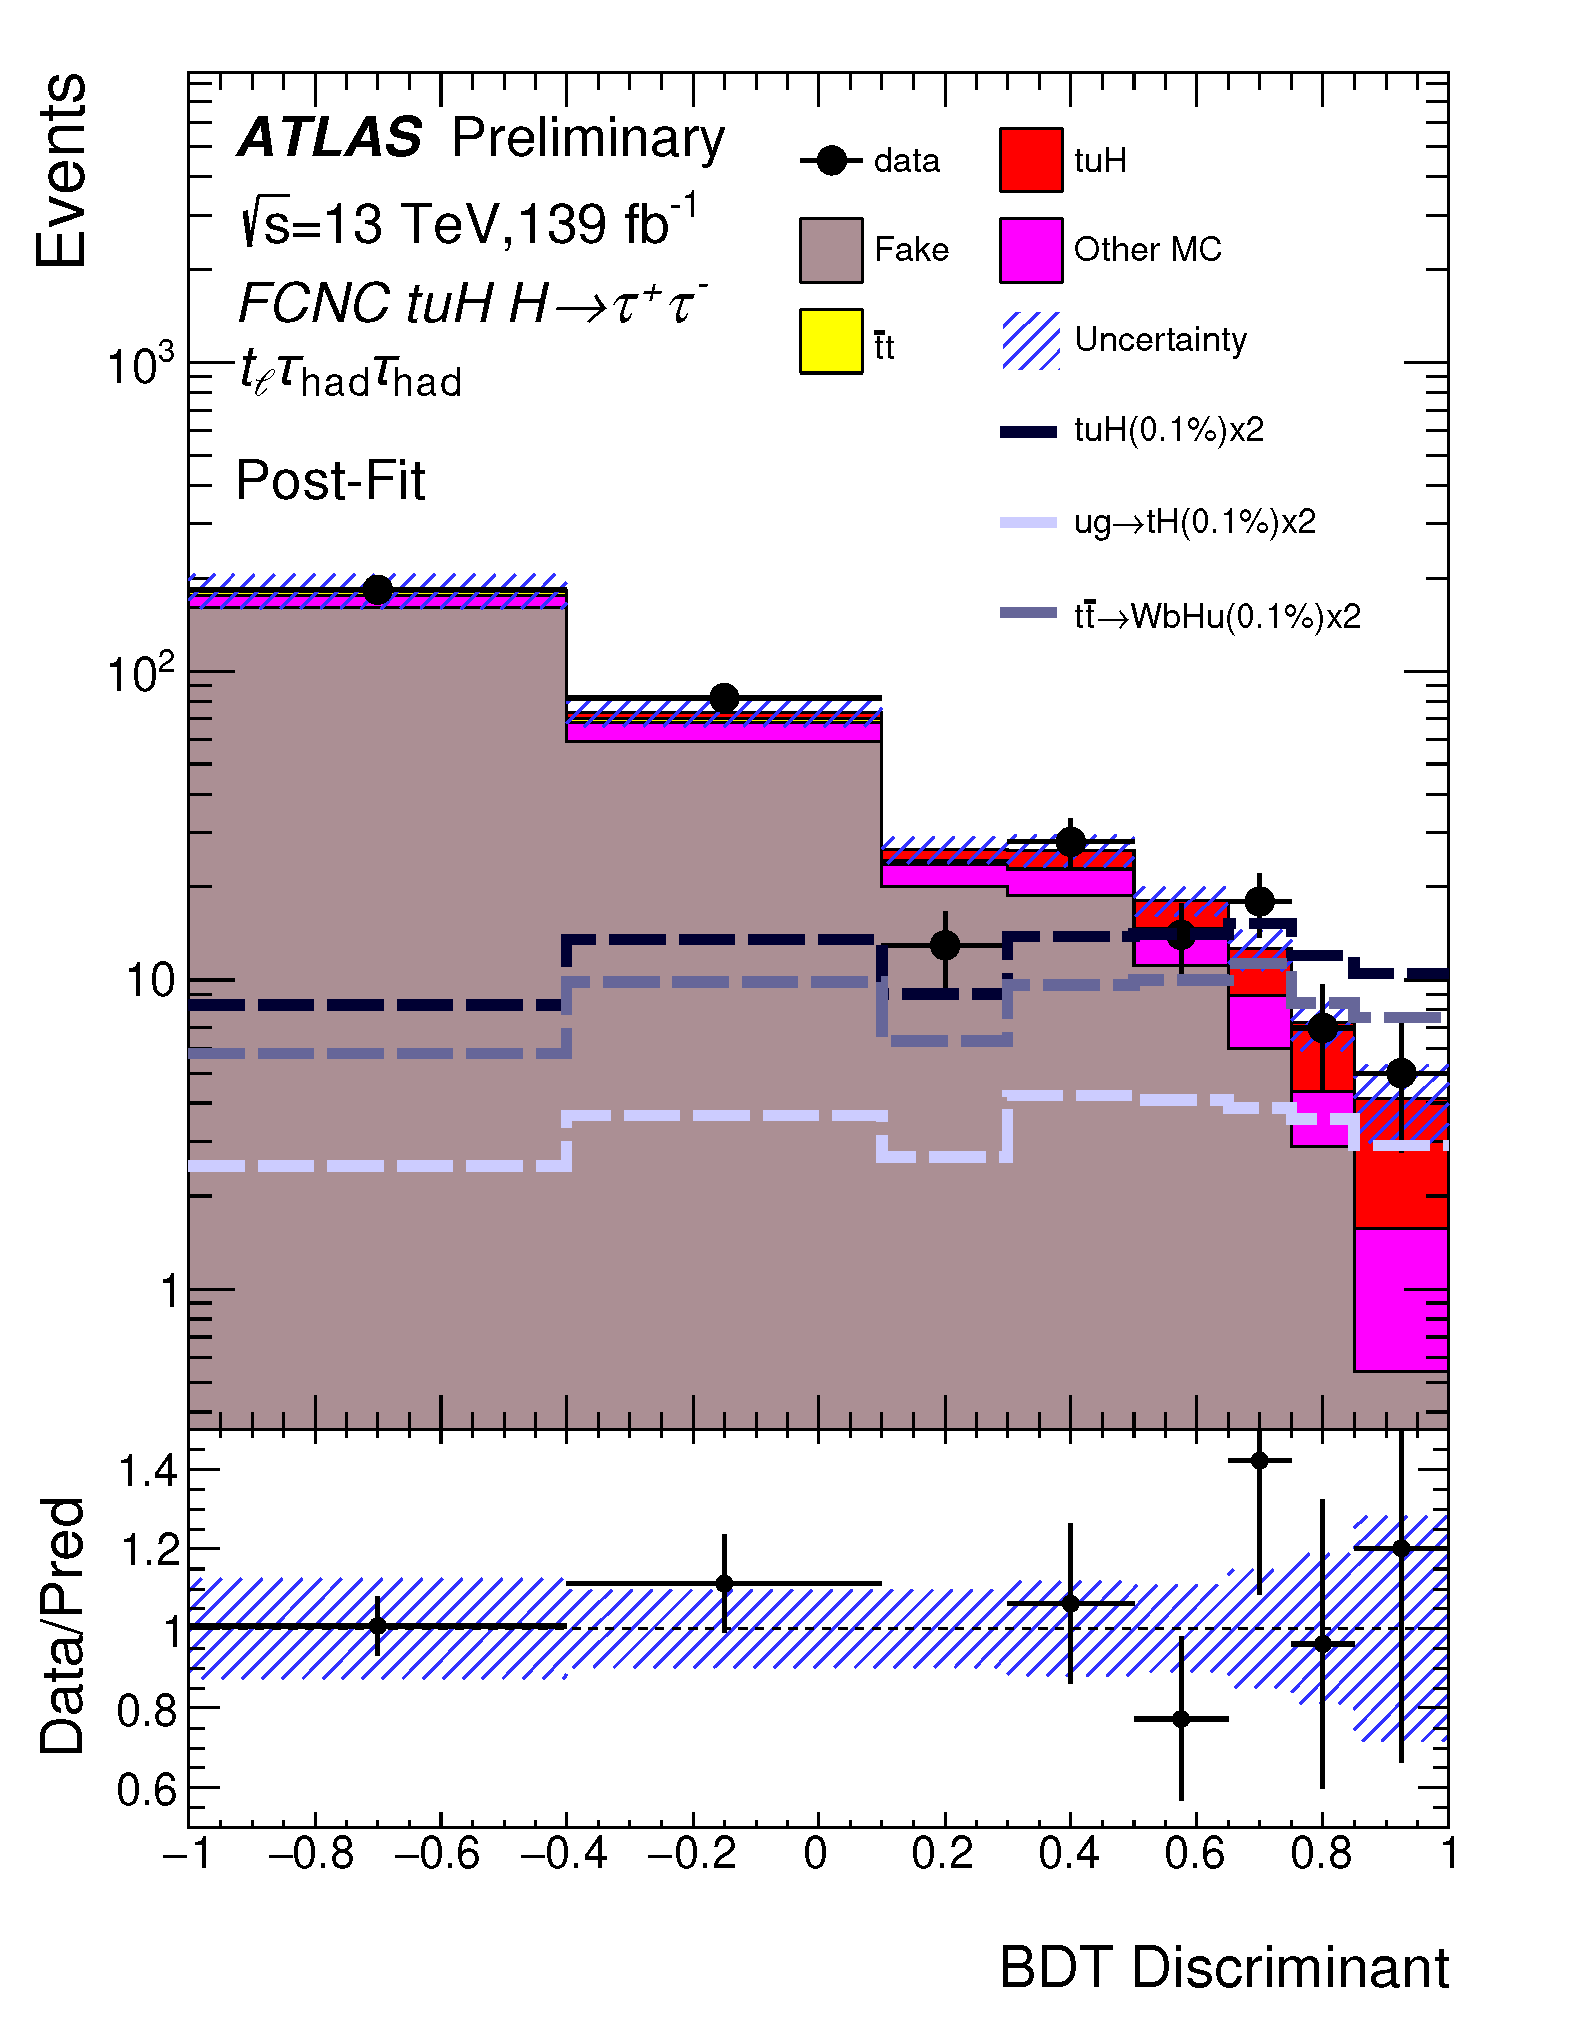 Events
ATLAS Preliminary
√s=13 TeV,139 fb⁻¹
FCNC tuH H→τ⁺τ⁻
tℓτhadτhad
Post-Fit
data
tuH
Fake
Other MC
t̄t
Uncertainty
tuH(0.1%)x2
ug→tH(0.1%)x2
tt̄→WbHu(0.1%)x2
10³
10²
10
1
Data/Pred
1.4
1.2
1
0.8
0.6
−1 −0.8 −0.6 −0.4 −0.2 0 0.2 0.4 0.6 0.8 1
BDT Discriminant